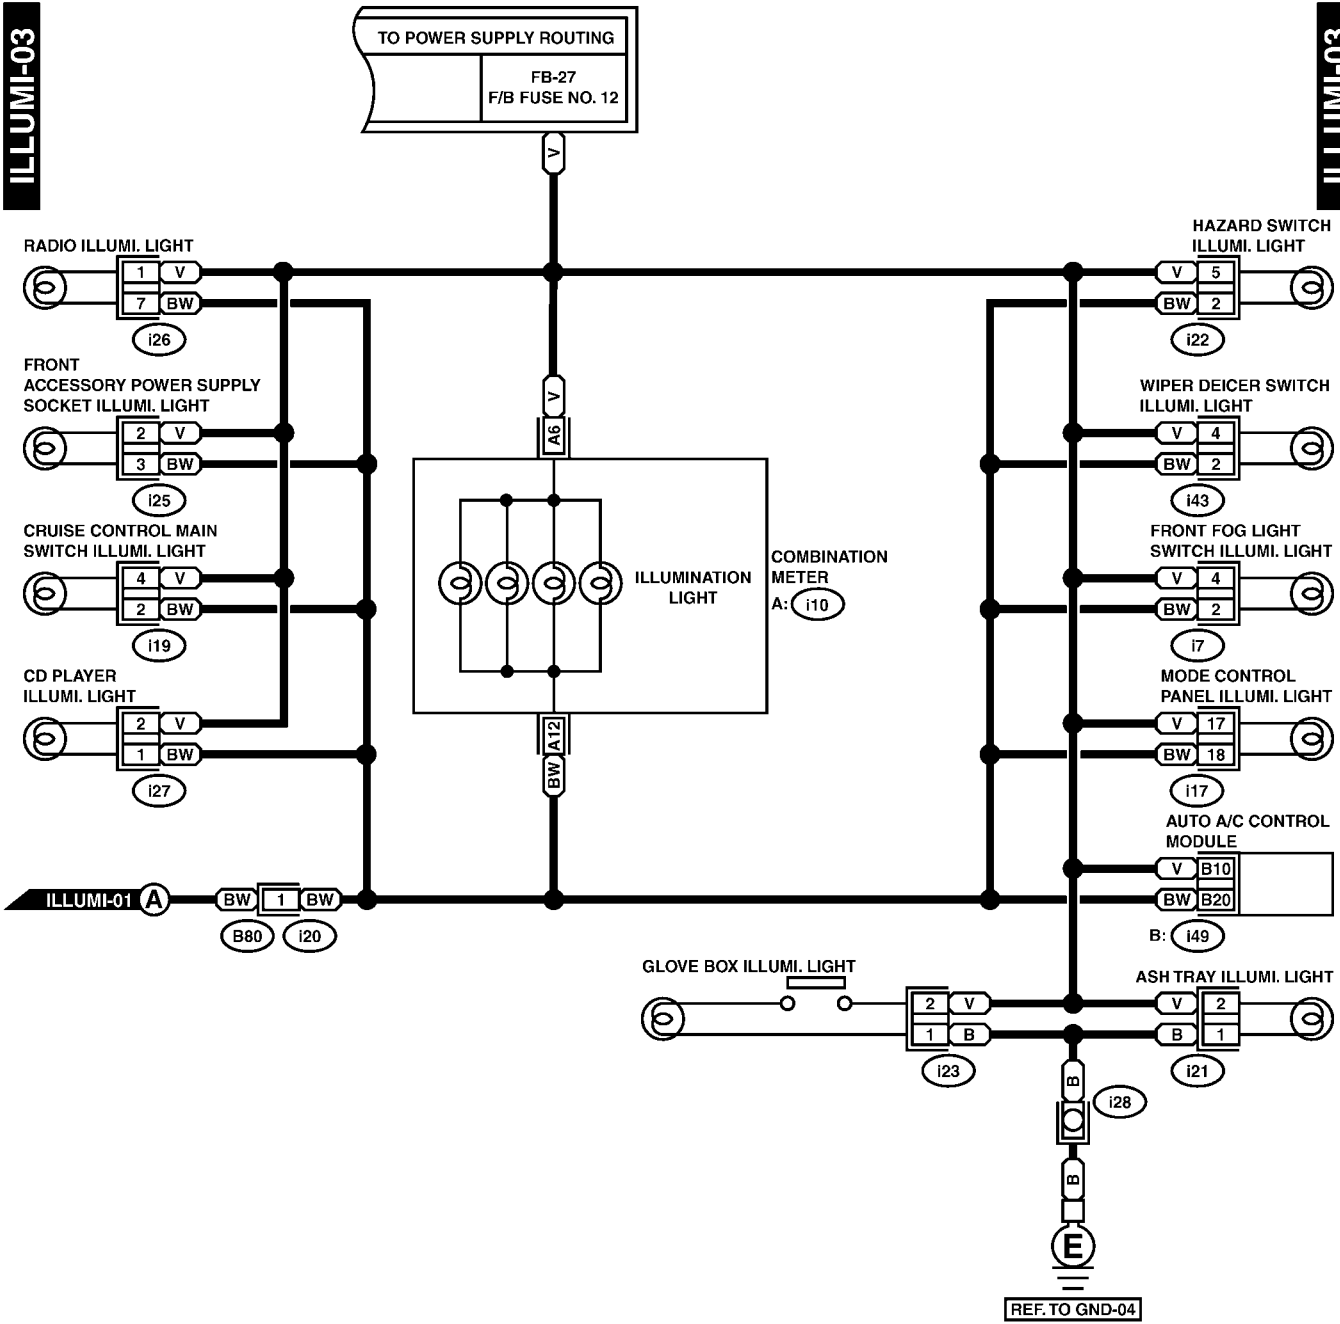 ILLUMI-03
ILLUMI-03
TO POWER SUPPLY ROUTING
FB-27
F/B FUSE NO. 12
V
RADIO ILLUMI. LIGHT
1 V
7 BW
i26
FRONT
ACCESSORY POWER SUPPLY
SOCKET ILLUMI. LIGHT
2 V
3 BW
i25
CRUISE CONTROL MAIN
SWITCH ILLUMI. LIGHT
4 V
2 BW
i19
CD PLAYER
ILLUMI. LIGHT
2 V
1 BW
i27
V
A6
ILLUMINATION
LIGHT
COMBINATION
METER
A: i10
A12
BW
HAZARD SWITCH
ILLUMI. LIGHT
V 5
BW 2
i22
WIPER DEICER SWITCH
ILLUMI. LIGHT
V 4
BW 2
i43
FRONT FOG LIGHT
SWITCH ILLUMI. LIGHT
V 4
BW 2
i7
MODE CONTROL
PANEL ILLUMI. LIGHT
V 17
BW 18
i17
AUTO A/C CONTROL
MODULE
V B10
BW B20
B: i49
ILLUMI-01 A BW 1 BW
B80 i20
GLOVE BOX ILLUMI. LIGHT
2 V
1 B
i23
ASH TRAY ILLUMI. LIGHT
V 2
B 1
i21
B
i28
B
E
REF. TO GND-04